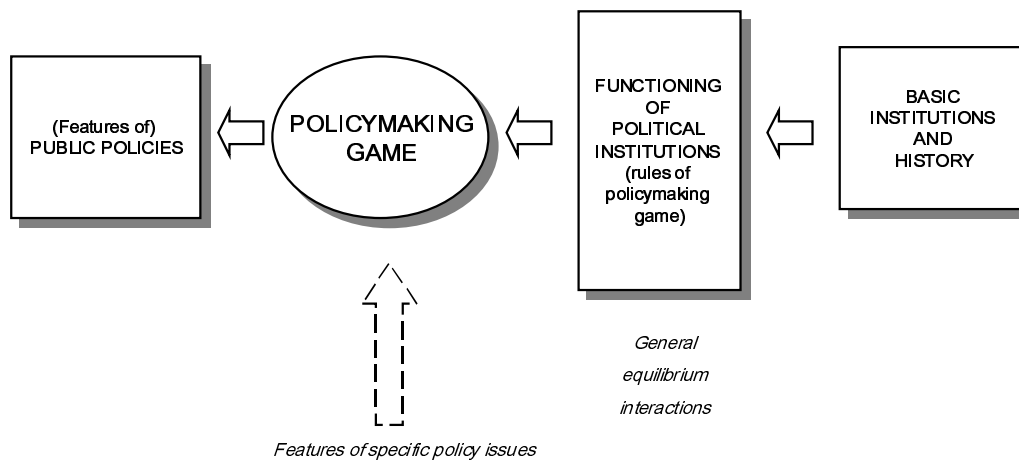 (Features of)
PUBLIC POLICIES
POLICYMAKING
GAME
FUNCTIONING
OF
POLITICAL
INSTITUTIONS
(rules of
policymaking
game)
BASIC
INSTITUTIONS
AND
HISTORY
General
equilibrium
interactions
Features of specific policy issues